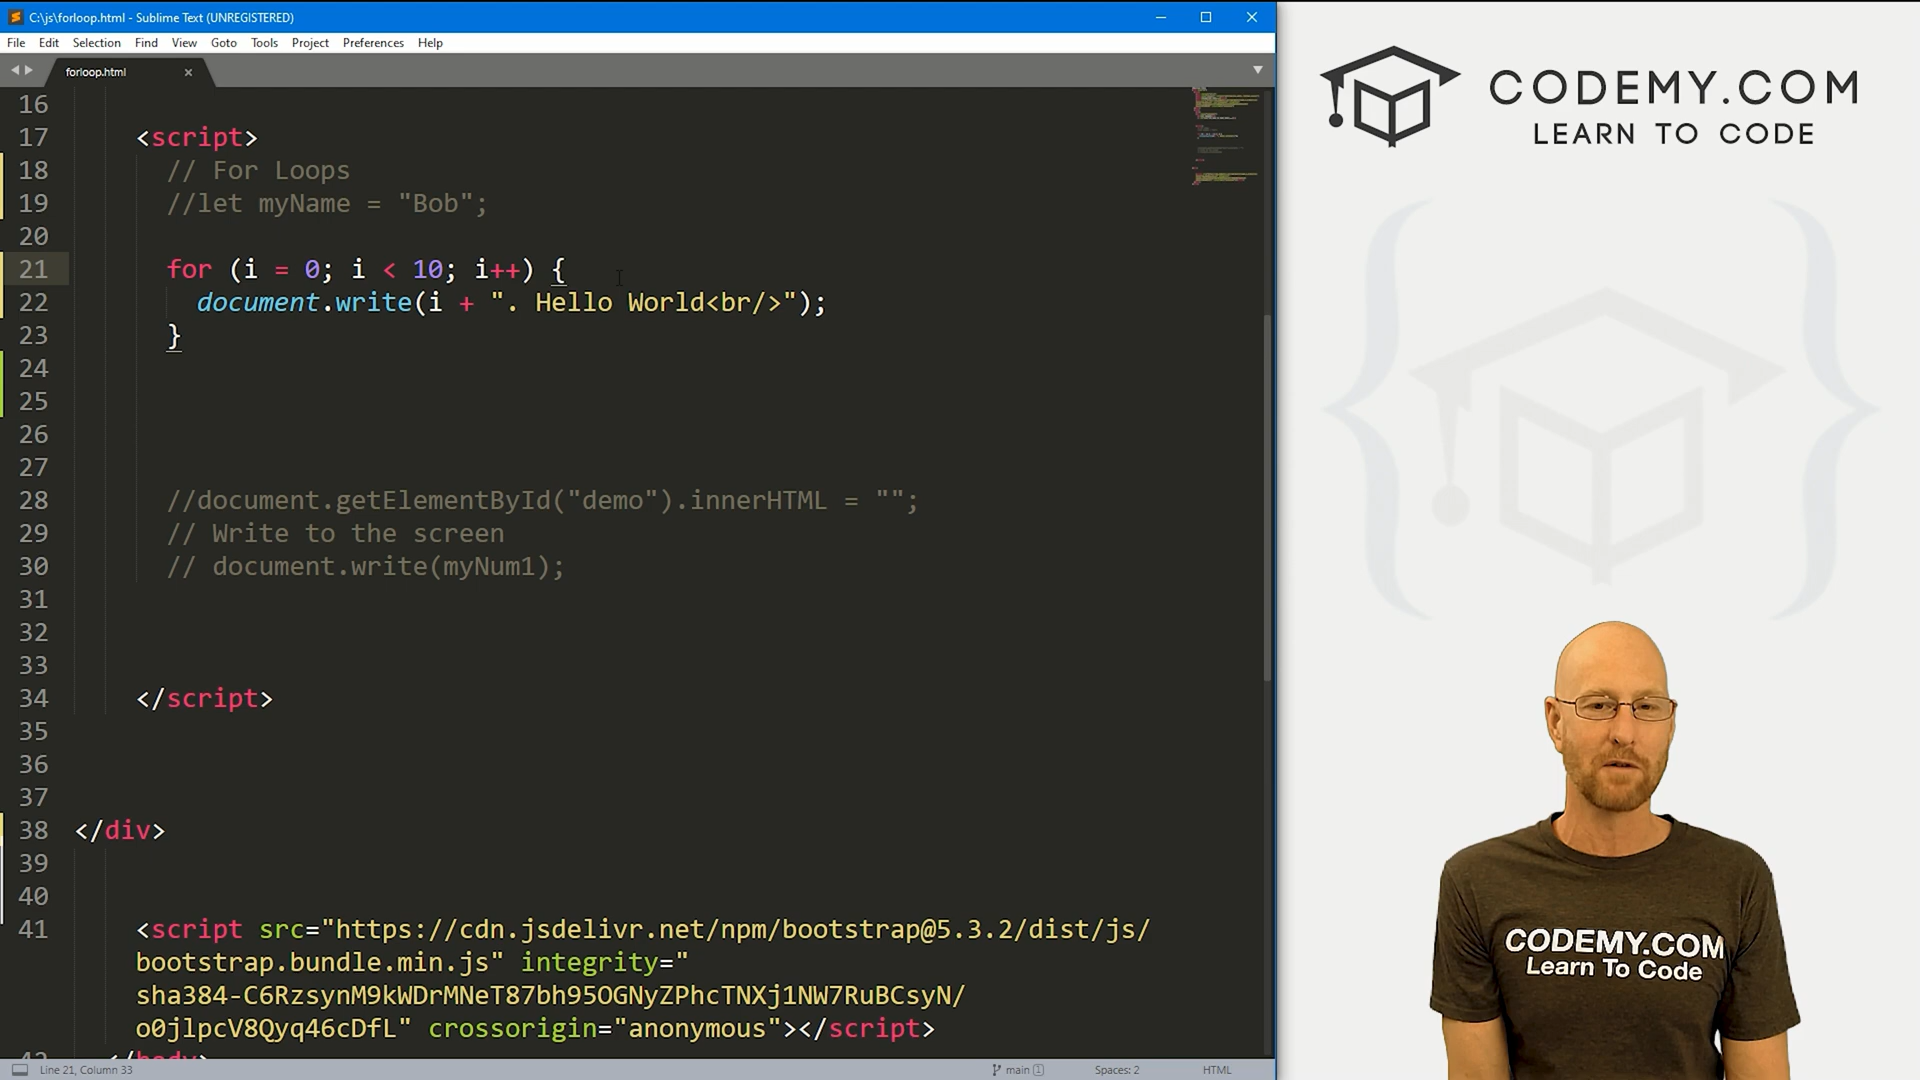 C:\js\forloop.html - Sublime Text (UNREGISTERED)
File Edit Selection Find View Goto Tools Project Preferences Help
forloop.html
16
17 <script>
18 // For Loops
19 //let myName = "Bob";
20
21 for (i = 0; i < 10; i++) {
22 document.write(i + ". Hello World<br/>");
23 }
24
25
26
27
28 //document.getElementById("demo").innerHTML = "";
29 // Write to the screen
30 // document.write(myNum1);
31
32
33
34 </script>
35
36
37
38 </div>
39
40
41 <script src="https://cdn.jsdelivr.net/npm/bootstrap@5.3.2/dist/js/
bootstrap.bundle.min.js" integrity="
sha384-C6RzsynM9kWDrMNeT87bh95OGNyZPhcTNXj1NW7RuBCsyN/
o0jlpcV8Qyq46cDfL" crossorigin="anonymous"></script>
42 </body>
Line 21, Column 33 main 1 Spaces: 2 HTML
CODEMY.COM
LEARN TO CODE
CODEMY.COM
Learn To Code